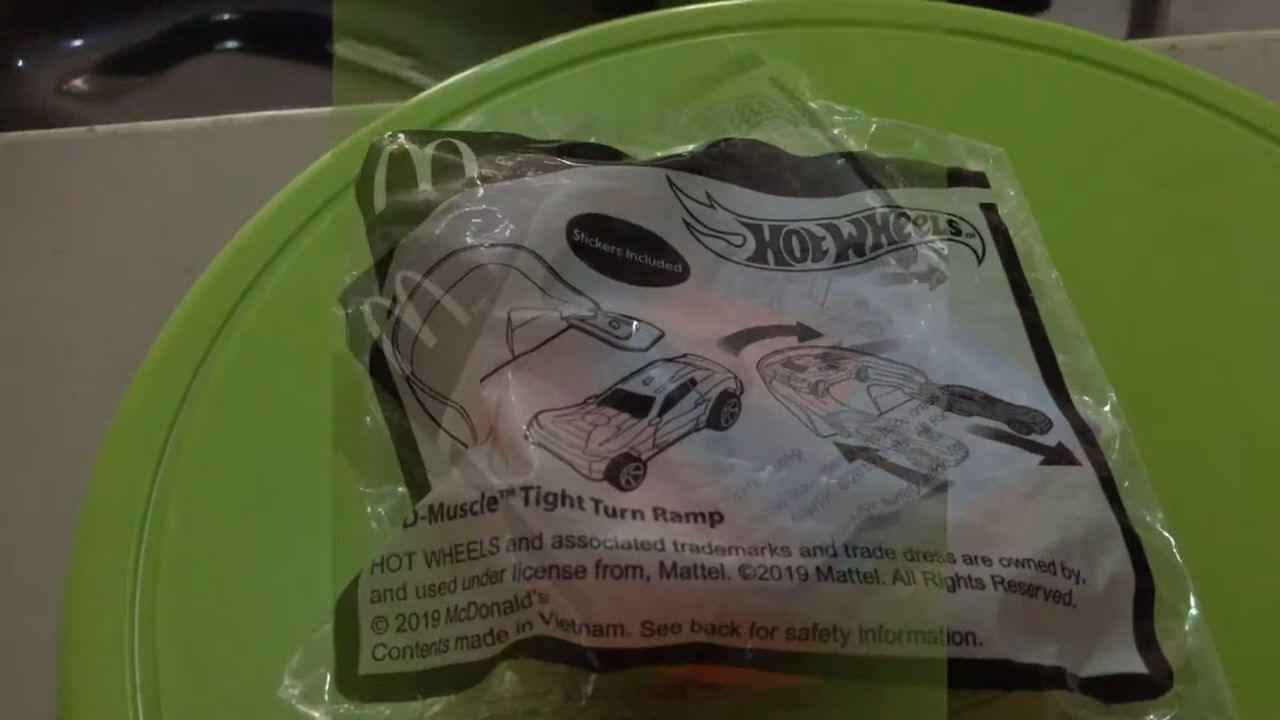 Stickers Included
HOT WHEELS™
D-Muscle™ Tight Turn Ramp
HOT WHEELS and associated trademarks and trade dress are owned by,
and used under license from, Mattel. ©2019 Mattel. All Rights Reserved.
© 2019 McDonald's
Contents made in Vietnam. See back for safety information.